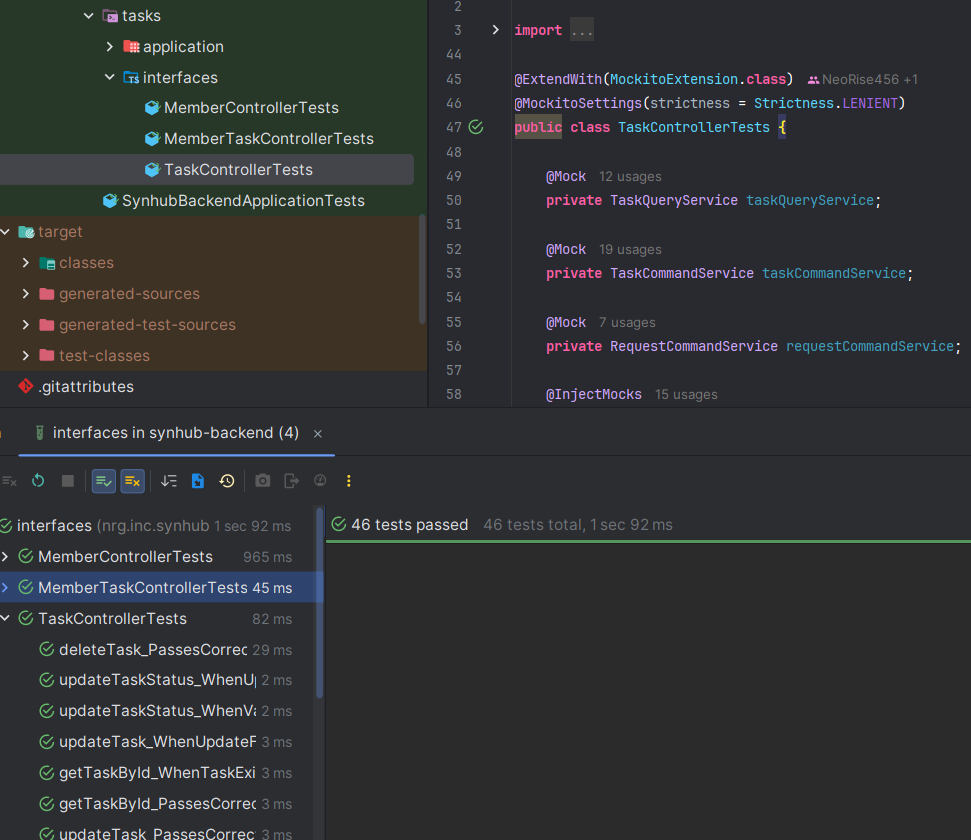 tasks
application
interfaces
MemberControllerTests
MemberTaskControllerTests
TaskControllerTests
SynhubBackendApplicationTests
target
classes
generated-sources
generated-test-sources
test-classes
.gitattributes
2
3 import ...
44
45 @ExtendWith(MockitoExtension.class) NeoRise456 +1
46 @MockitoSettings(strictness = Strictness.LENIENT)
47 public class TaskControllerTests {
48
49 @Mock 12 usages
50 private TaskQueryService taskQueryService;
51
52 @Mock 19 usages
53 private TaskCommandService taskCommandService;
54
55 @Mock 7 usages
56 private RequestCommandService requestCommandService;
57
58 @InjectMocks 15 usages
interfaces in synhub-backend (4)
interfaces (nrg.inc.synhub 1 sec 92 ms
MemberControllerTests 965 ms
MemberTaskControllerTests 45 ms
TaskControllerTests 82 ms
deleteTask_PassesCorrec 29 ms
updateTaskStatus_WhenU 2 ms
updateTaskStatus_WhenVa 2 ms
updateTask_WhenUpdateF 3 ms
getTaskById_WhenTaskExi 3 ms
getTaskById_PassesCorrec 3 ms
updateTask_PassesCorrec 3 ms
46 tests passed 46 tests total, 1 sec 92 ms